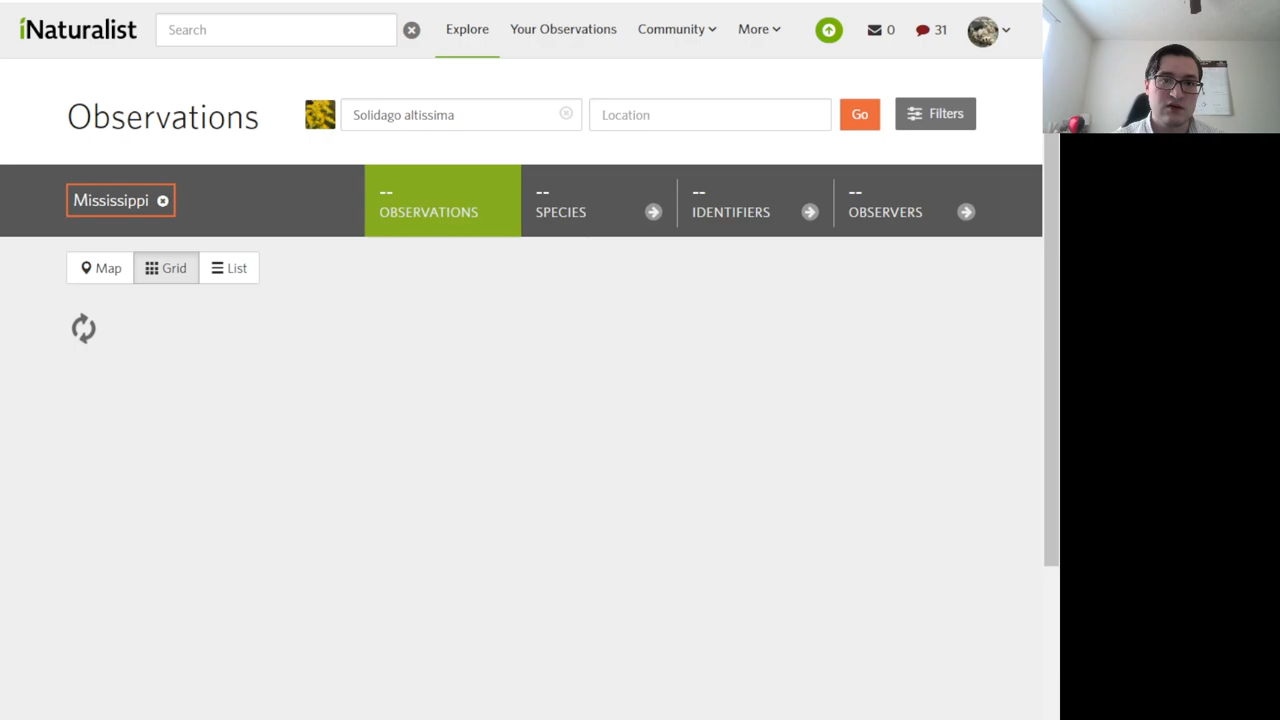 iNaturalist Search Explore Your Observations Community More 0 31
Observations Solidago altissima Location Go Filters
Mississippi
--
OBSERVATIONS
--
SPECIES
--
IDENTIFIERS
--
OBSERVERS
Map Grid List